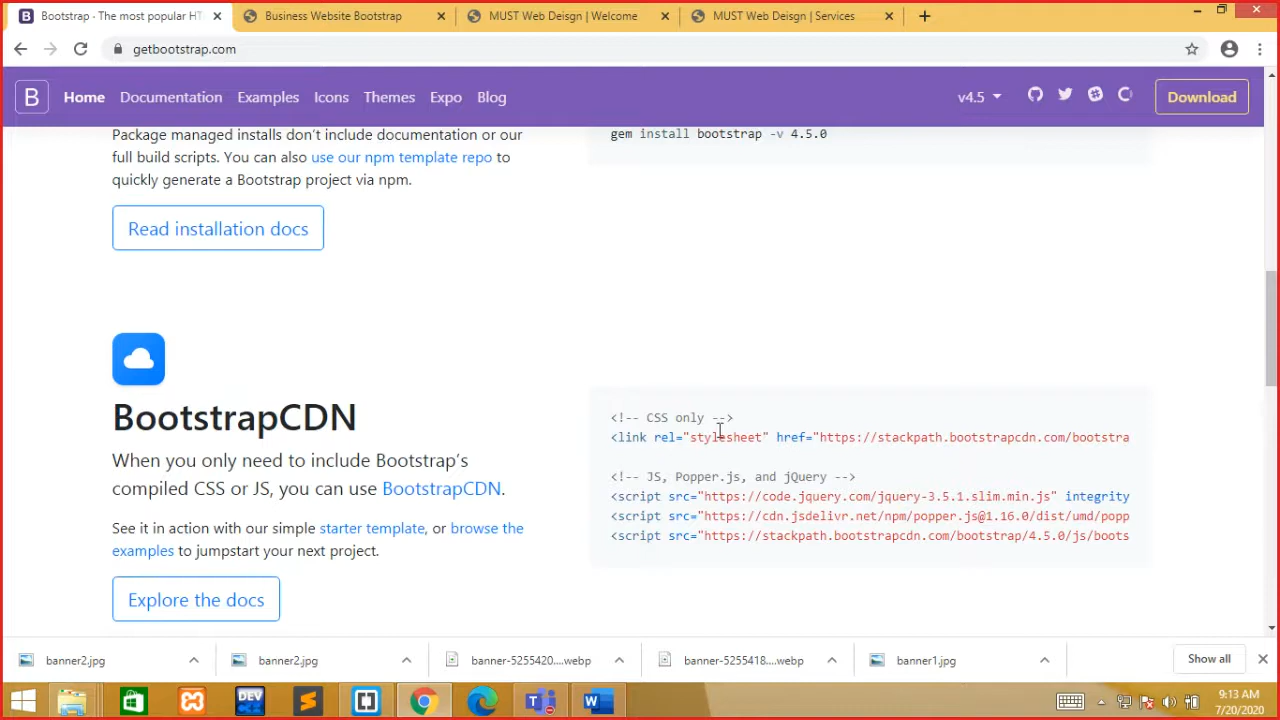 Bootstrap - The most popular HT
Business Website Bootstrap
MUST Web Deisgn | Welcome
MUST Web Deisgn | Services
getbootstrap.com
B
Home
Documentation
Examples
Icons
Themes
Expo
Blog
v4.5
Download
Package managed installs don't include documentation or our
full build scripts. You can also use our npm template repo to
quickly generate a Bootstrap project via npm.
gem install bootstrap -v 4.5.0
Read installation docs
BootstrapCDN
When you only need to include Bootstrap's
compiled CSS or JS, you can use BootstrapCDN.
See it in action with our simple starter template, or browse the
examples to jumpstart your next project.
Explore the docs
<!-- CSS only -->
<link rel="stylesheet" href="https://stackpath.bootstrapcdn.com/bootstra
<!-- JS, Popper.js, and jQuery -->
<script src="https://code.jquery.com/jquery-3.5.1.slim.min.js" integrity
<script src="https://cdn.jsdelivr.net/npm/popper.js@1.16.0/dist/umd/popp
<script src="https://stackpath.bootstrapcdn.com/bootstrap/4.5.0/js/boots
banner2.jpg
banner2.jpg
banner-5255420....webp
banner-5255418....webp
banner1.jpg
Show all
DEV
9:13 AM
7/20/2020